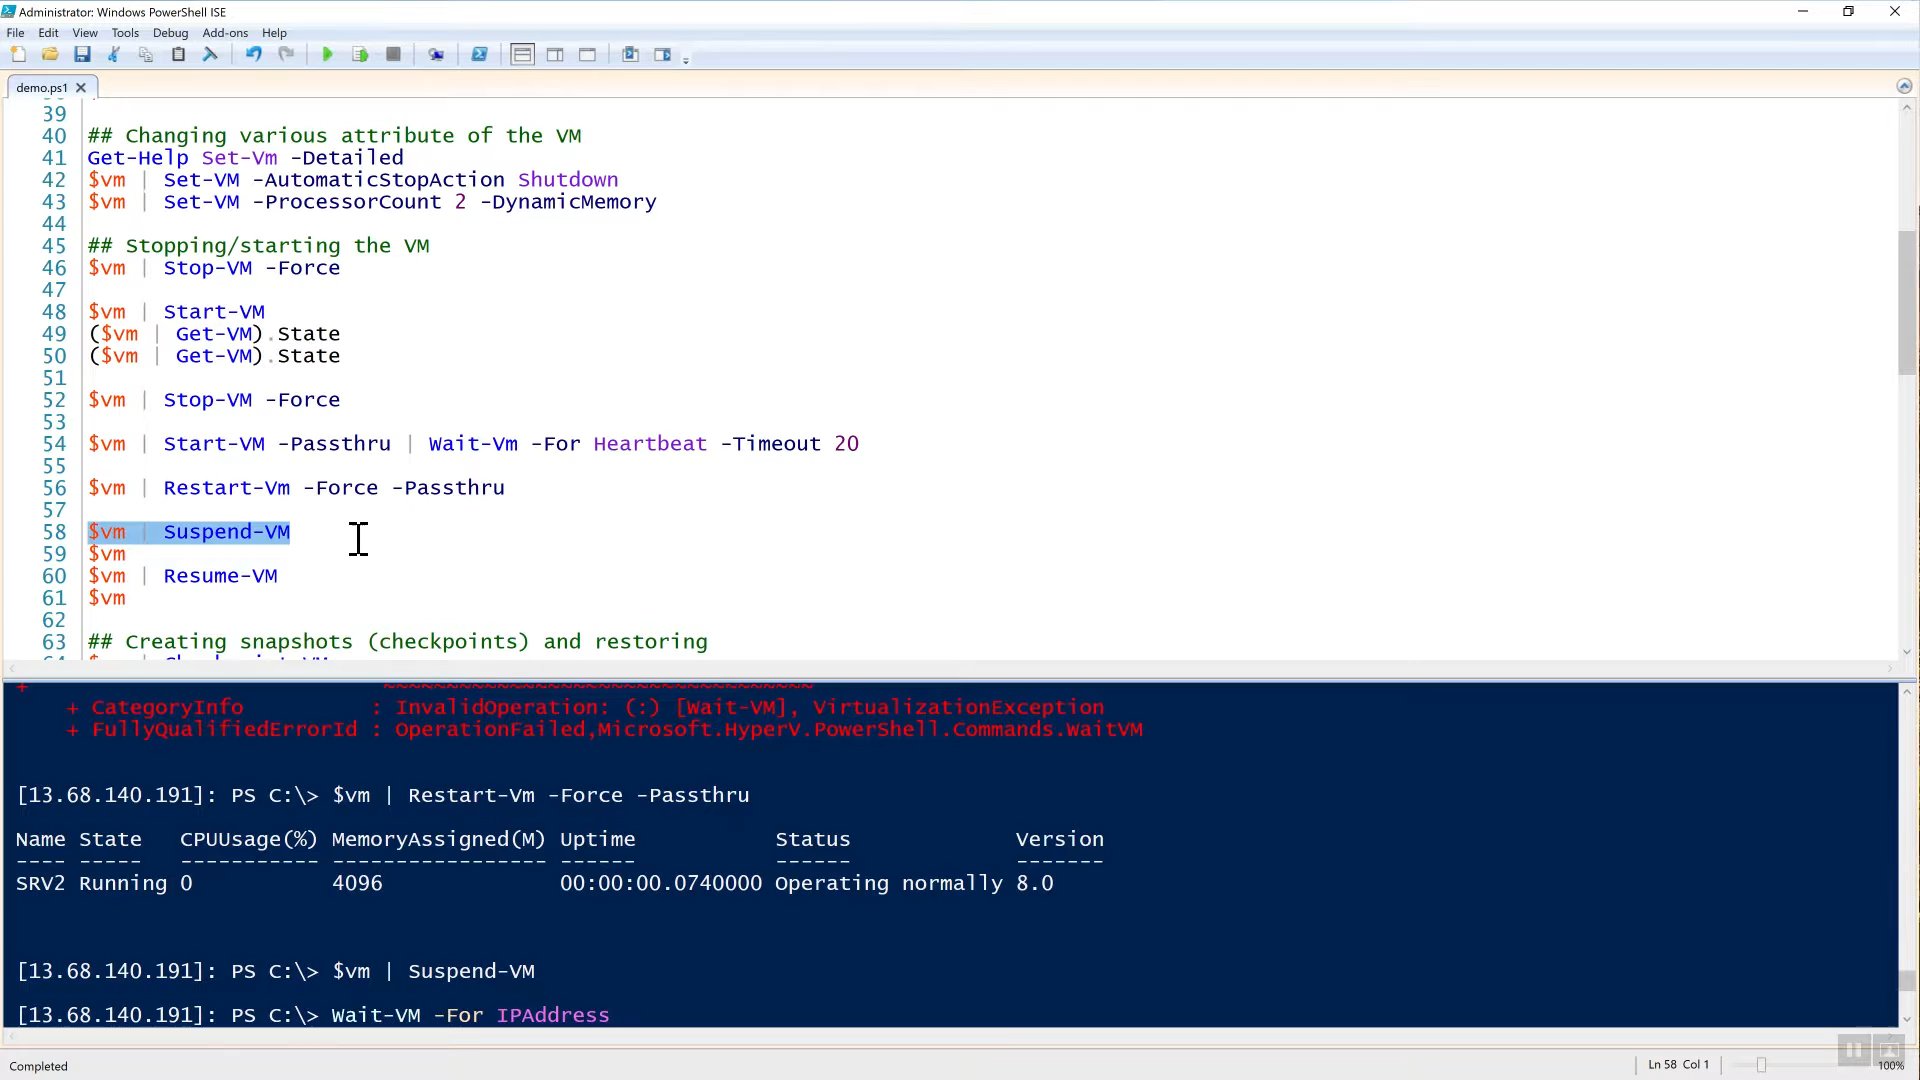 Administrator: Windows PowerShell ISE
File Edit View Tools Debug Add-ons Help
demo.ps1
39
40 ## Changing various attribute of the VM
41 Get-Help Set-Vm -Detailed
42 $vm | Set-VM -AutomaticStopAction Shutdown
43 $vm | Set-VM -ProcessorCount 2 -DynamicMemory
44
45 ## Stopping/starting the VM
46 $vm | Stop-VM -Force
47
48 $vm | Start-VM
49 ($vm | Get-VM).State
50 ($vm | Get-VM).State
51
52 $vm | Stop-VM -Force
53
54 $vm | Start-VM -Passthru | Wait-Vm -For Heartbeat -Timeout 20
55
56 $vm | Restart-Vm -Force -Passthru
57
58 $vm | Suspend-VM
59 $vm
60 $vm | Resume-VM
61 $vm
62
63 ## Creating snapshots (checkpoints) and restoring
+ ~~~~~~~~~~~~~~~~~~~~~~~~~~~~~~~~~~
+ CategoryInfo : InvalidOperation: (:) [Wait-VM], VirtualizationException
+ FullyQualifiedErrorId : OperationFailed,Microsoft.HyperV.PowerShell.Commands.WaitVM
[13.68.140.191]: PS C:\> $vm | Restart-Vm -Force -Passthru
Name State CPUUsage(%) MemoryAssigned(M) Uptime Status Version
---- ----- ----------- ----------------- ------ ------ -------
SRV2 Running 0 4096 00:00:00.0740000 Operating normally 8.0
[13.68.140.191]: PS C:\> $vm | Suspend-VM
[13.68.140.191]: PS C:\> Wait-VM -For IPAddress
Completed
Ln 58 Col 1
100%